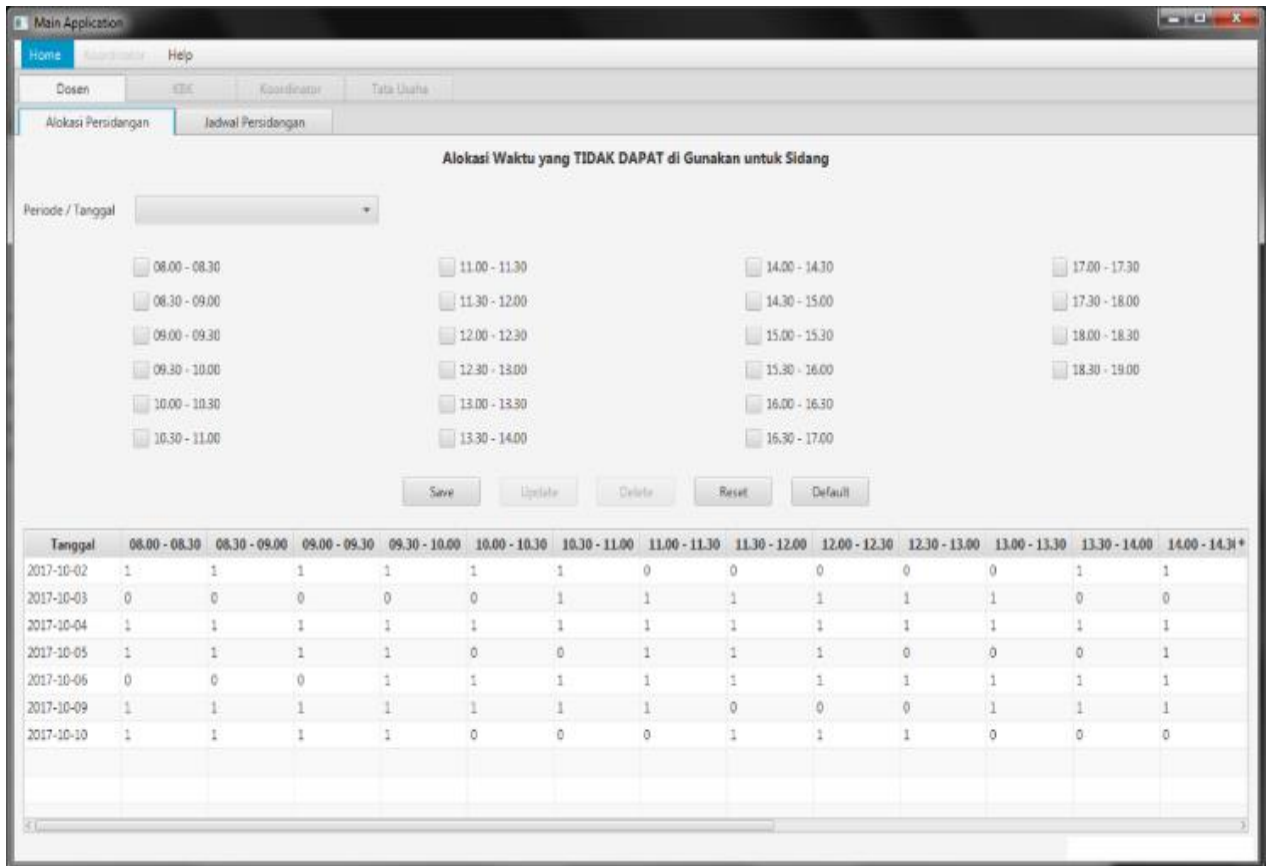 Main Application
Home Koordinator Help
Dosen KBK Koordinator Tata Usaha
Alokasi Persidangan Jadwal Persidangan
Alokasi Waktu yang TIDAK DAPAT di Gunakan untuk Sidang
Periode / Tanggal
08.00 - 08.30 11.00 - 11.30 14.00 - 14.30 17.00 - 17.30
08.30 - 09.00 11.30 - 12.00 14.30 - 15.00 17.30 - 18.00
09.00 - 09.30 12.00 - 12.30 15.00 - 15.30 18.00 - 18.30
09.30 - 10.00 12.30 - 13.00 15.30 - 16.00 18.30 - 19.00
10.00 - 10.30 13.00 - 13.30 16.00 - 16.30
10.30 - 11.00 13.30 - 14.00 16.30 - 17.00
Save Update Delete Reset Default
Tanggal 08.00 - 08.30 08.30 - 09.00 09.00 - 09.30 09.30 - 10.00 10.00 - 10.30 10.30 - 11.00 11.00 - 11.30 11.30 - 12.00 12.00 - 12.30 12.30 - 13.00 13.00 - 13.30 13.30 - 14.00 14.00 - 14.3
2017-10-02 1 1 1 1 1 1 0 0 0 0 0 1 1
2017-10-03 0 0 0 0 0 1 1 1 1 1 1 0 0
2017-10-04 1 1 1 1 1 1 1 1 1 1 1 1 1
2017-10-05 1 1 1 1 0 0 1 1 1 0 0 0 1
2017-10-06 0 0 0 1 1 1 1 1 1 1 1 1 1
2017-10-09 1 1 1 1 1 1 1 0 0 0 1 1 1
2017-10-10 1 1 1 1 0 0 0 1 1 1 0 0 0